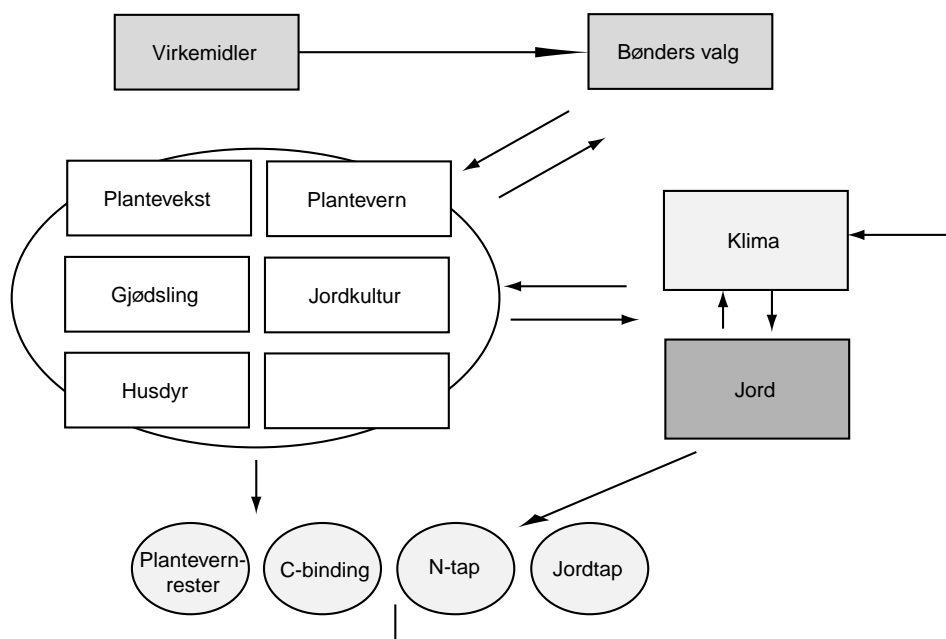 Virkemidler
Bønders valg
Plantevekst
Plantevern
Gjødsling
Jordkultur
Husdyr
Klima
Jord
Plantevern-
rester
C-binding
N-tap
Jordtap